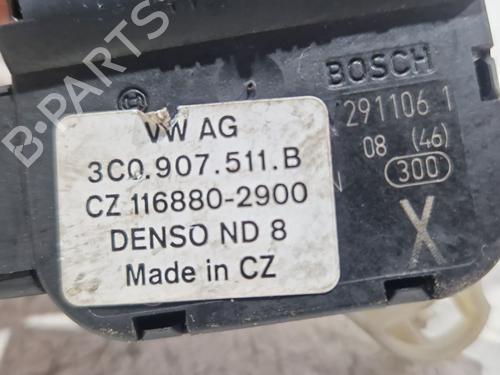 B-PARTS
BOSCH
291106 1
08 (46)
300
X
VW AG
3C0.907.511.B
CZ 116880-2900
DENSO ND 8
Made in CZ